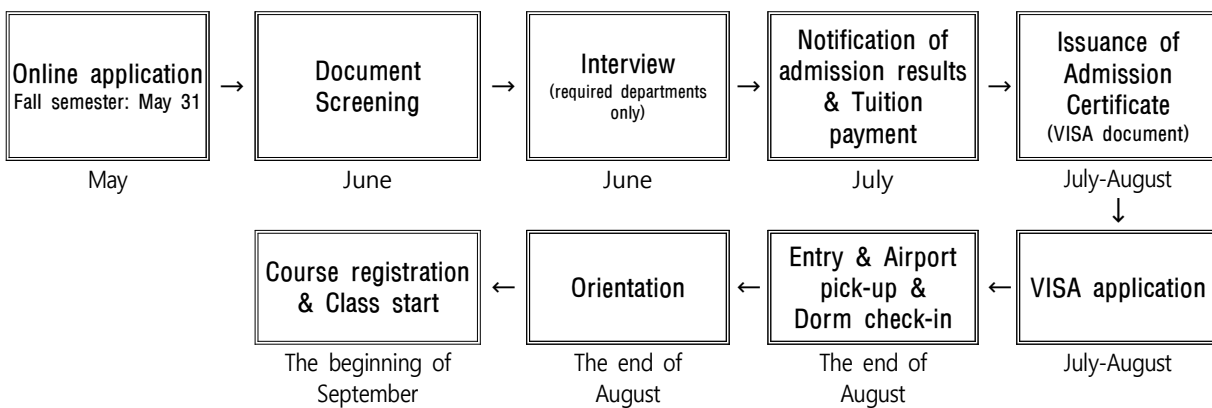 Online application
Fall semester: May 31
→
Document
Screening
→
Interview
(required departments
only)
→
Notification of
admission results
& Tuition
payment
→
Issuance of
Admission
Certificate
(VISA document)
May
June
June
July
July-August
↓
VISA application
←
Entry & Airport
pick-up &
Dorm check-in
←
Orientation
←
Course registration
& Class start
July-August
The end of
August
The end of
August
The beginning of
September